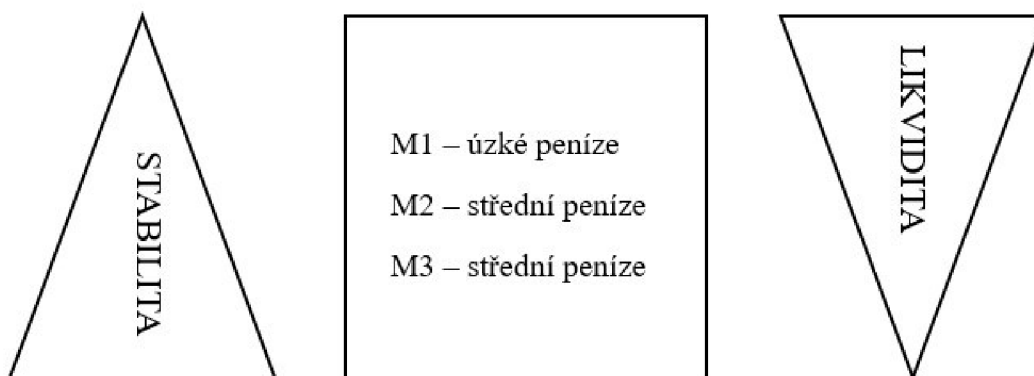 STABILITA
M1 – úzké peníze
M2 – střední peníze
M3 – střední peníze
LIKVIDITA